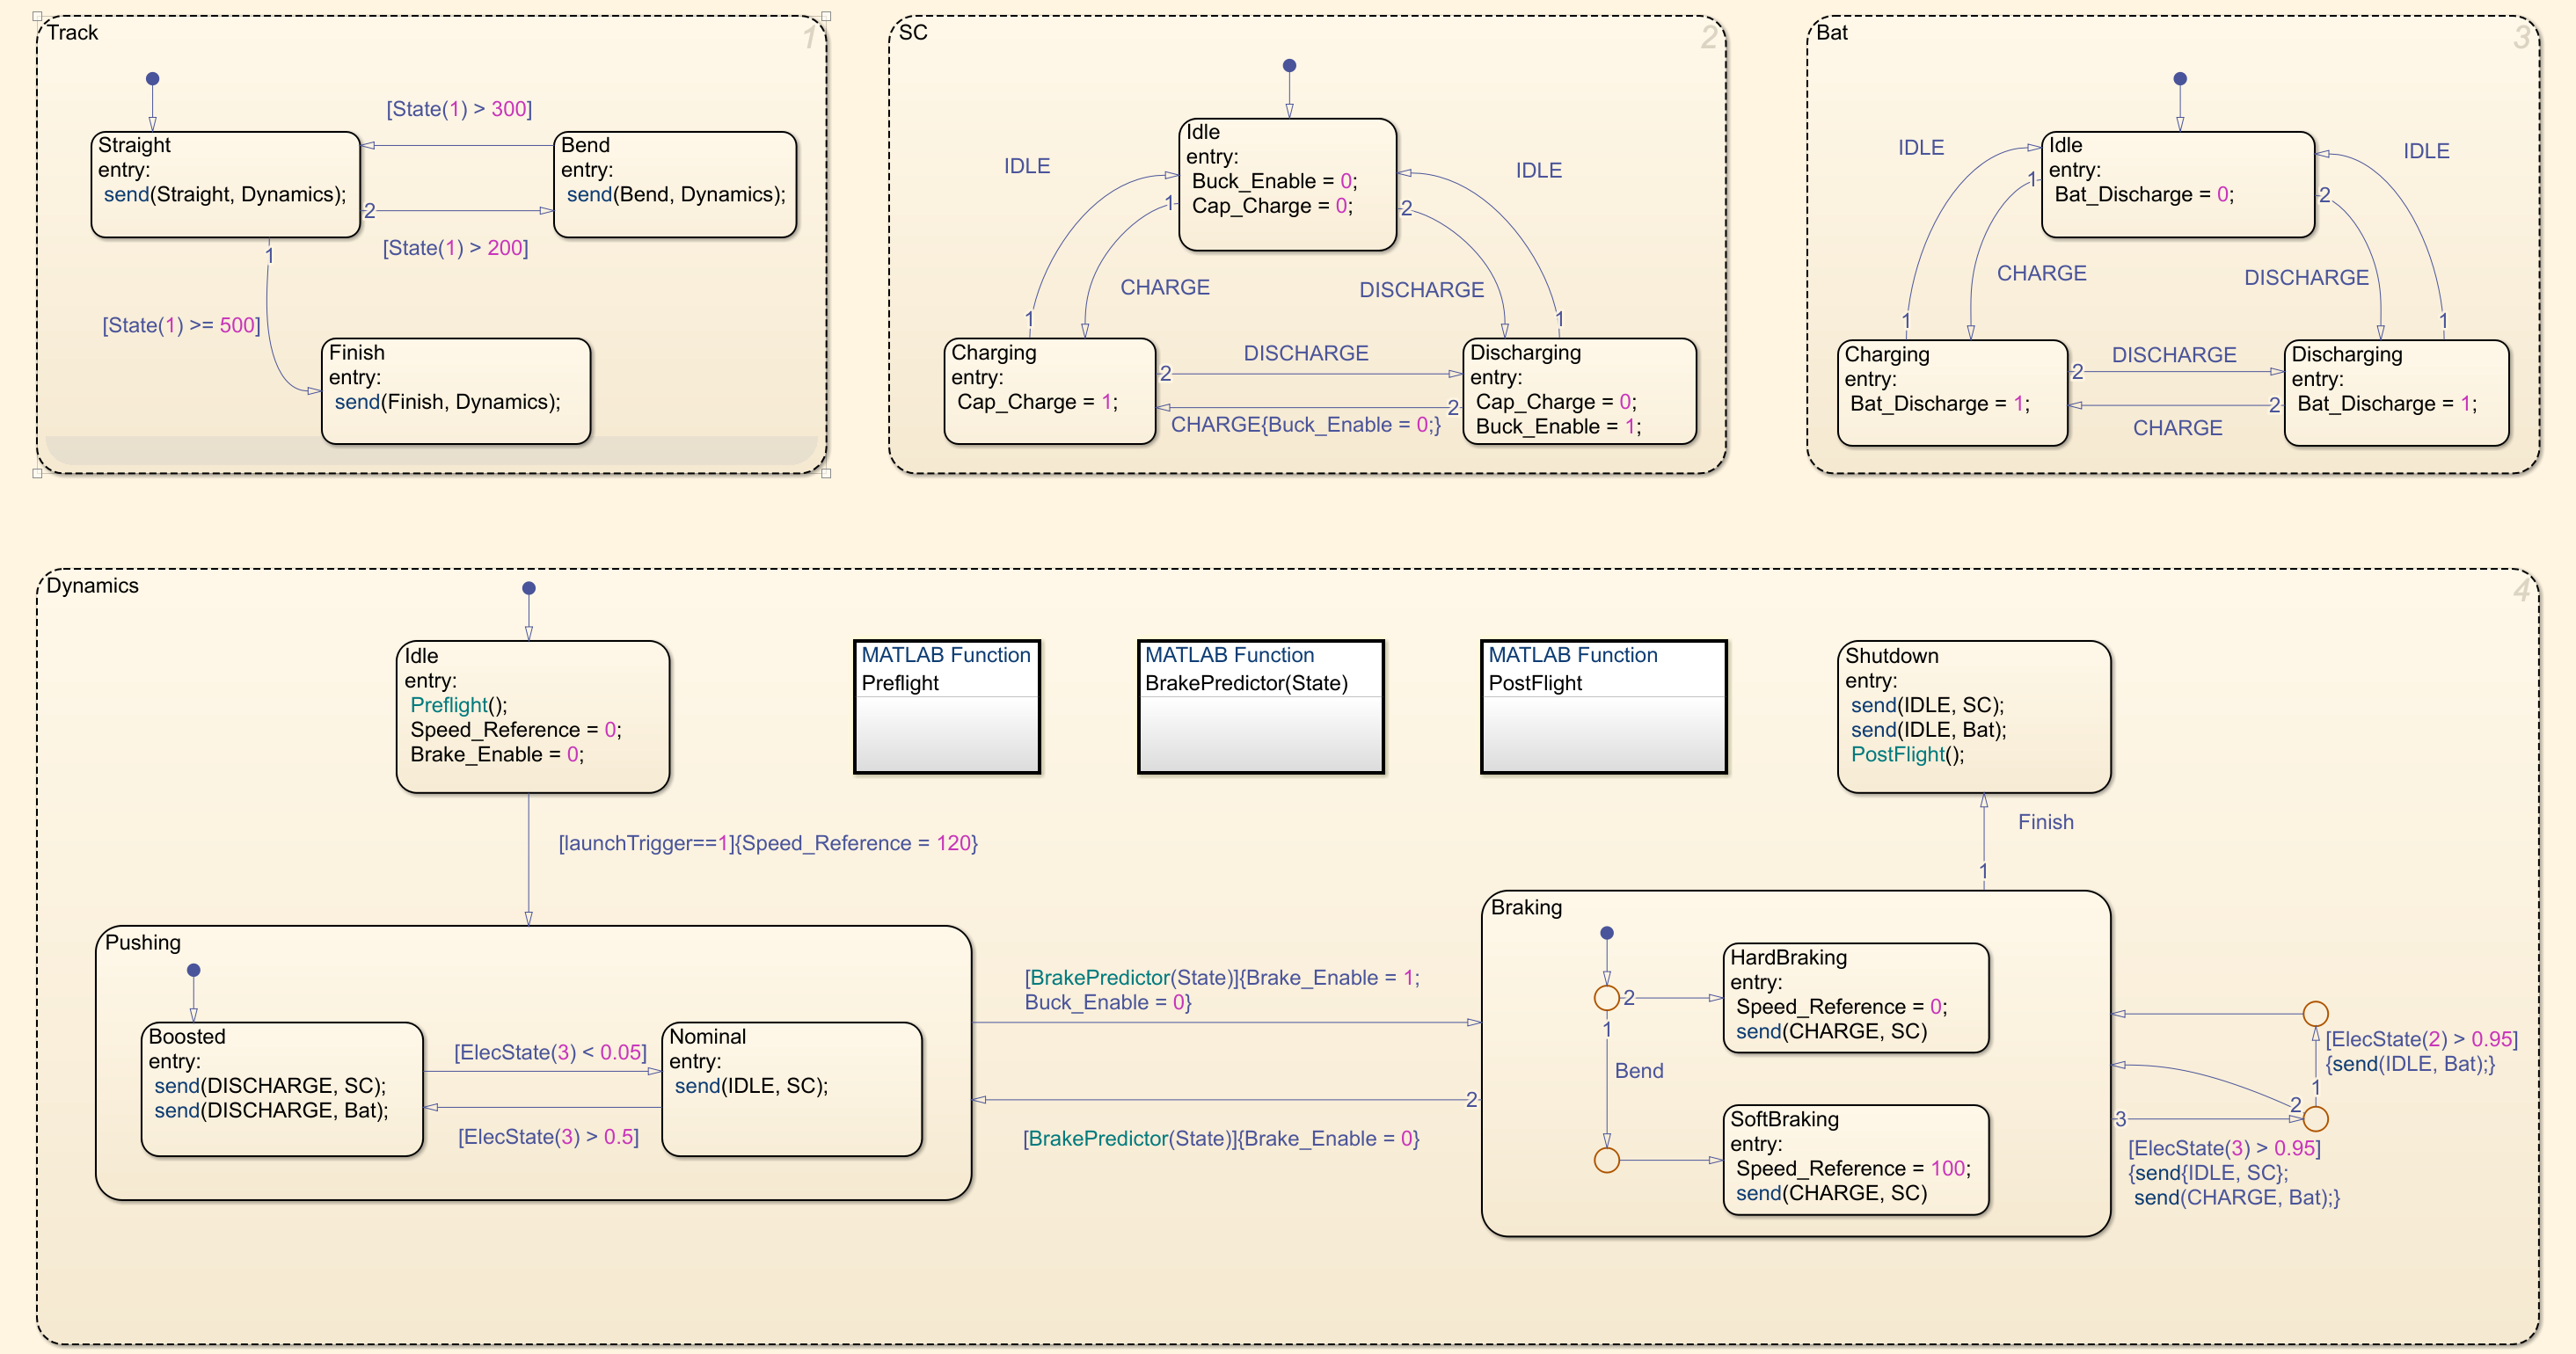 Track
1
[State(1) > 300]
Straight
entry:
send(Straight, Dynamics);
Bend
entry:
send(Bend, Dynamics);
2
[State(1) > 200]
1
[State(1) >= 500]
Finish
entry:
send(Finish, Dynamics);
SC
2
Idle
entry:
Buck_Enable = 0;
Cap_Charge = 0;
IDLE
IDLE
1
2
CHARGE
DISCHARGE
1
1
Charging
entry:
Cap_Charge = 1;
DISCHARGE
2
2
CHARGE{Buck_Enable = 0;}
Discharging
entry:
Cap_Charge = 0;
Buck_Enable = 1;
Bat
3
Idle
entry:
Bat_Discharge = 0;
IDLE
IDLE
1
2
CHARGE
DISCHARGE
1
1
Charging
entry:
Bat_Discharge = 1;
DISCHARGE
2
2
CHARGE
Discharging
entry:
Bat_Discharge = 1;
Dynamics
4
Idle
entry:
Preflight();
Speed_Reference = 0;
Brake_Enable = 0;
MATLAB Function
Preflight
MATLAB Function
BrakePredictor(State)
MATLAB Function
PostFlight
Shutdown
entry:
send(IDLE, SC);
send(IDLE, Bat);
PostFlight();
[launchTrigger==1]{Speed_Reference = 120}
Finish
1
Pushing
Boosted
entry:
send(DISCHARGE, SC);
send(DISCHARGE, Bat);
[ElecState(3) < 0.05]
[ElecState(3) > 0.5]
Nominal
entry:
send(IDLE, SC);
[BrakePredictor(State)]{Brake_Enable = 1;
Buck_Enable = 0}
2
[BrakePredictor(State)]{Brake_Enable = 0}
Braking
2
1
Bend
HardBraking
entry:
Speed_Reference = 0;
send(CHARGE, SC)
SoftBraking
entry:
Speed_Reference = 100;
send(CHARGE, SC)
[ElecState(2) > 0.95]
{send(IDLE, Bat);}
1
2
3
[ElecState(3) > 0.95]
{send{IDLE, SC};
send(CHARGE, Bat);}